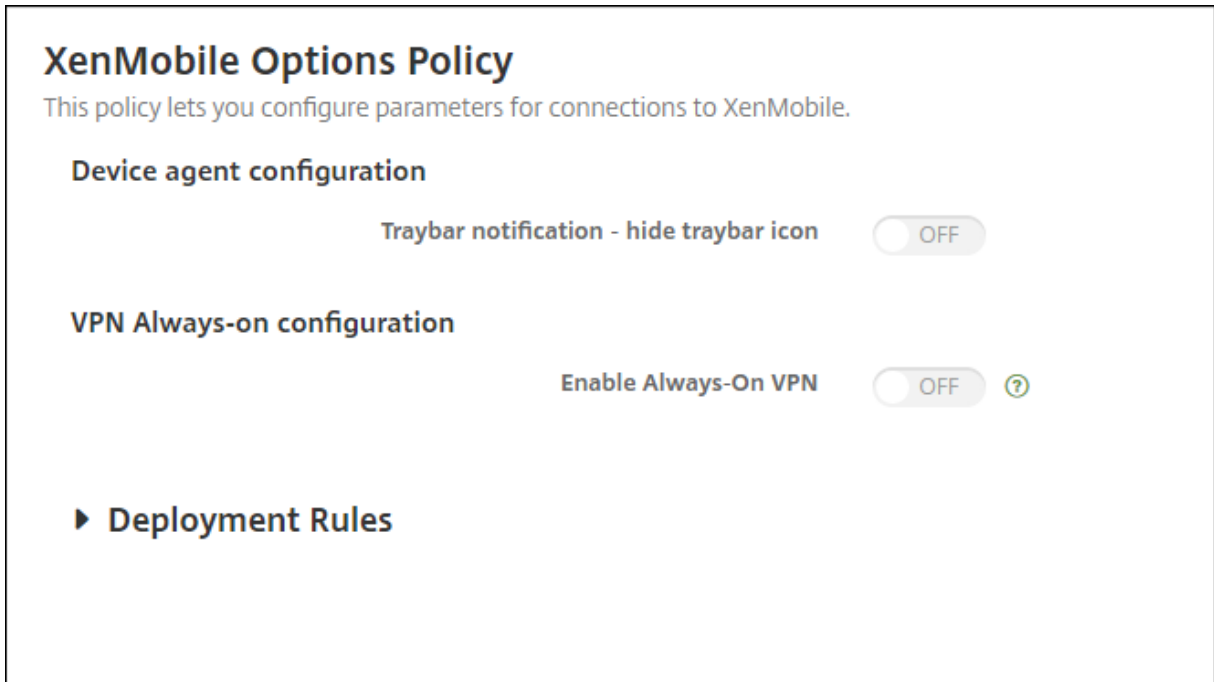 XenMobile Options Policy
This policy lets you configure parameters for connections to XenMobile.
Device agent configuration
Traybar notification - hide traybar icon OFF
VPN Always-on configuration
Enable Always-On VPN OFF ?
Deployment Rules